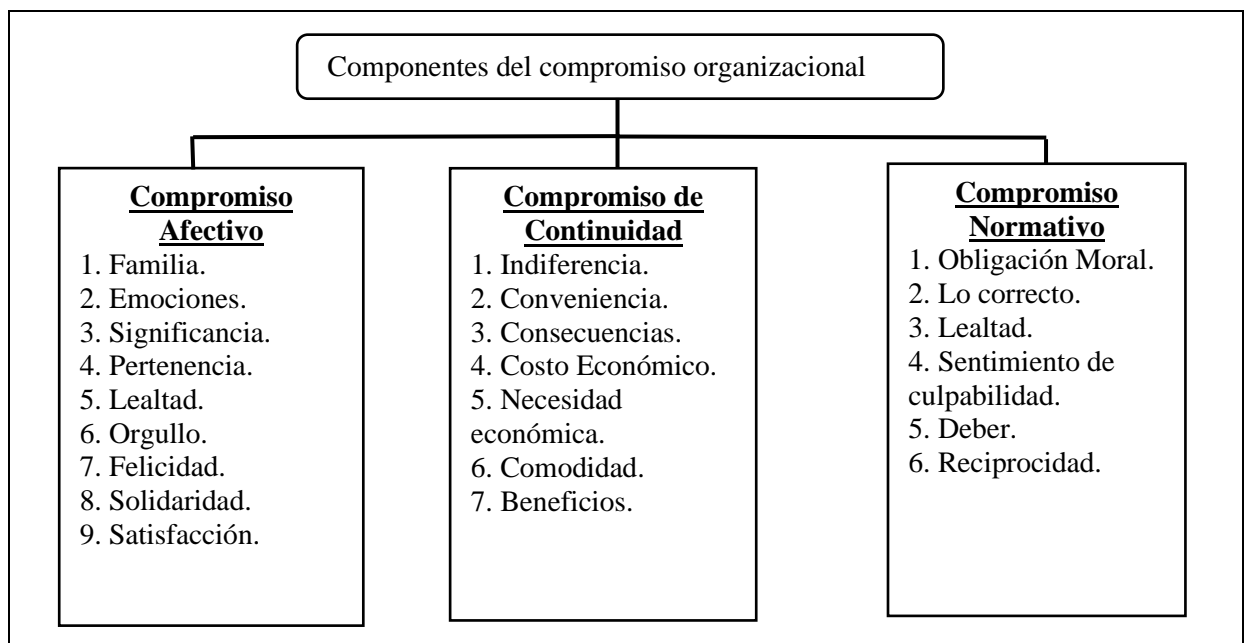 Componentes del compromiso organizacional
Compromiso
Afectivo
1. Familia.
2. Emociones.
3. Significancia.
4. Pertenencia.
5. Lealtad.
6. Orgullo.
7. Felicidad.
8. Solidaridad.
9. Satisfacción.
Compromiso de
Continuidad
1. Indiferencia.
2. Conveniencia.
3. Consecuencias.
4. Costo Económico.
5. Necesidad
económica.
6. Comodidad.
7. Beneficios.
Compromiso
Normativo
1. Obligación Moral.
2. Lo correcto.
3. Lealtad.
4. Sentimiento de
culpabilidad.
5. Deber.
6. Reciprocidad.